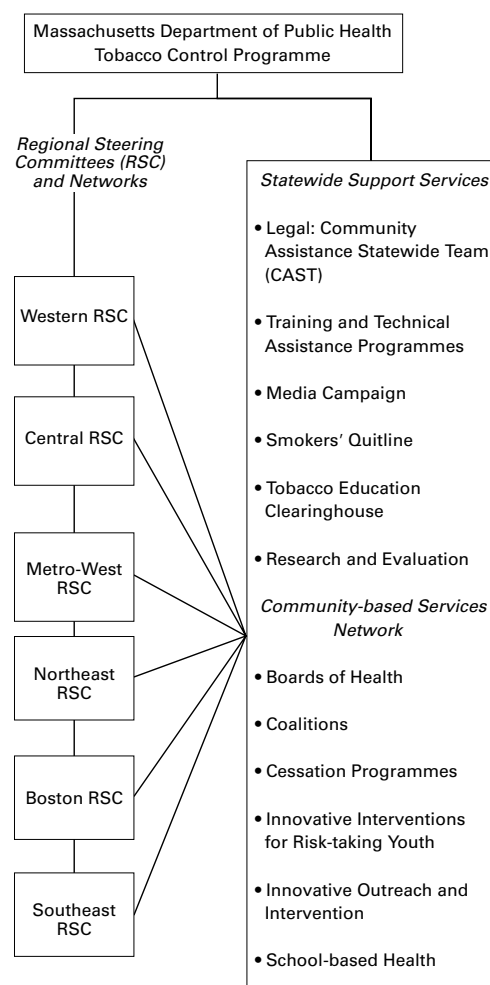 Massachusetts Department of Public Health
Tobacco Control Programme
Regional Steering
Committees (RSC)
and Networks
Western RSC
Central RSC
Metro-West
RSC
Northeast
RSC
Boston RSC
Southeast
RSC
Statewide Support Services
• Legal: Community
Assistance Statewide Team
(CAST)
• Training and Technical
Assistance Programmes
• Media Campaign
• Smokers' Quitline
• Tobacco Education
Clearinghouse
• Research and Evaluation
Community-based Services
Network
• Boards of Health
• Coalitions
• Cessation Programmes
• Innovative Interventions
for Risk-taking Youth
• Innovative Outreach and
Intervention
• School-based Health